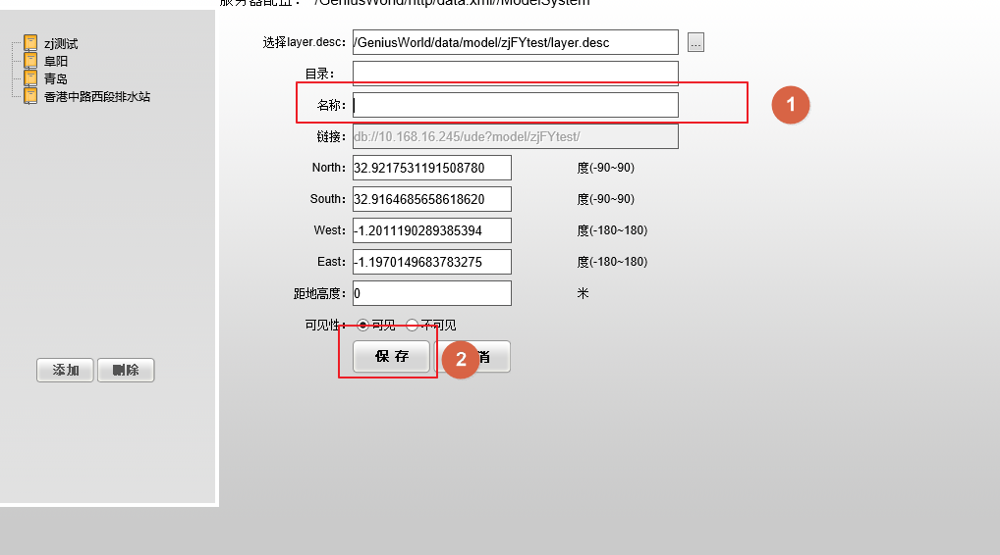 服务器配置： /GeniusWorld/http/data.xml//ModelSystem
zj测试
阜阳
青岛
香港中路西段排水站
添加 删除
选择layer.desc: /GeniusWorld/data/model/zjFYtest/layer.desc ...
目录：
名称： 1
链接： db://10.168.16.245/ude?model/zjFYtest/
North: 32.9217531191508780 度(-90~90)
South: 32.9164685658618620 度(-90~90)
West: -1.2011190289385394 度(-180~180)
East: -1.1970149683783275 度(-180~180)
距地高度： 0 米
可见性： 可见 不可见
保 存 2 消